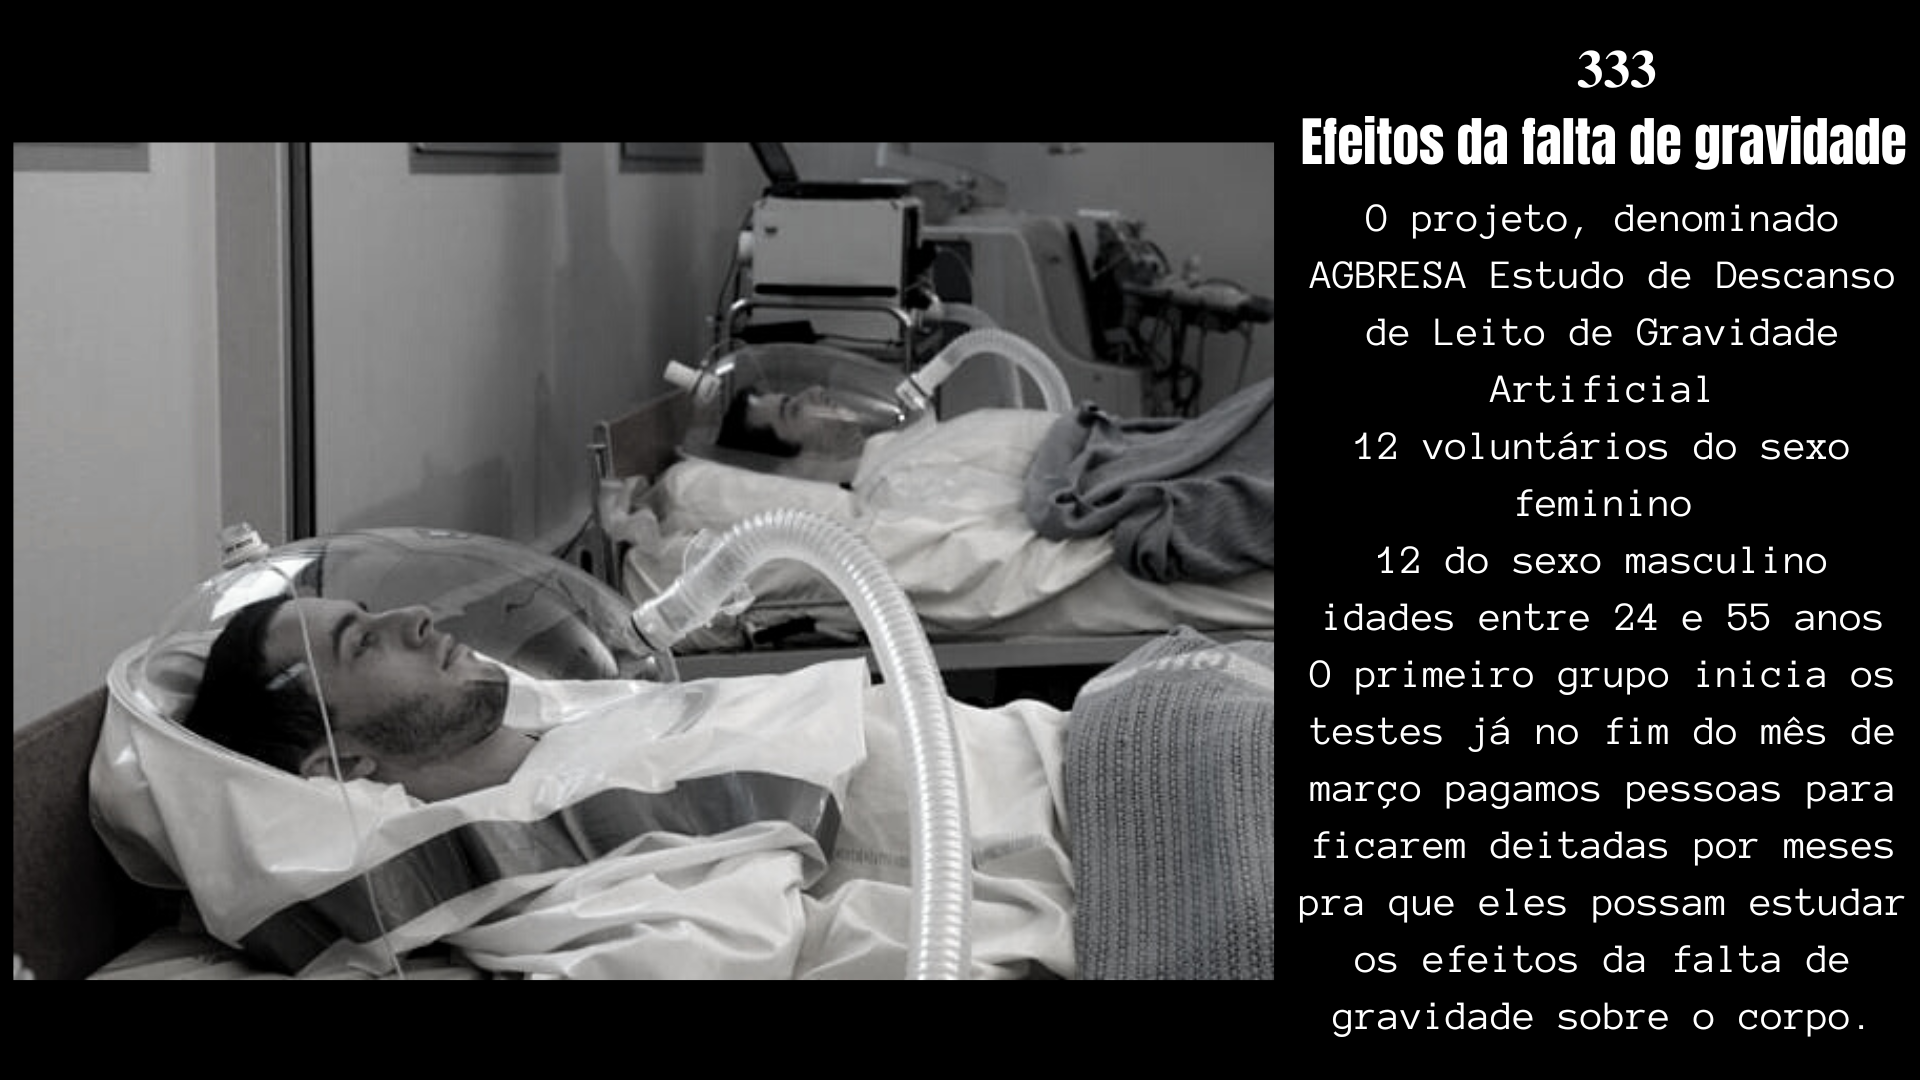 333
Efeitos da falta de gravidade
O projeto, denominado
AGBRESA Estudo de Descanso
de Leito de Gravidade
Artificial
12 voluntários do sexo
feminino
12 do sexo masculino
idades entre 24 e 55 anos
O primeiro grupo inicia os
testes já no fim do mês de
março pagamos pessoas para
ficarem deitadas por meses
pra que eles possam estudar
os efeitos da falta de
gravidade sobre o corpo.